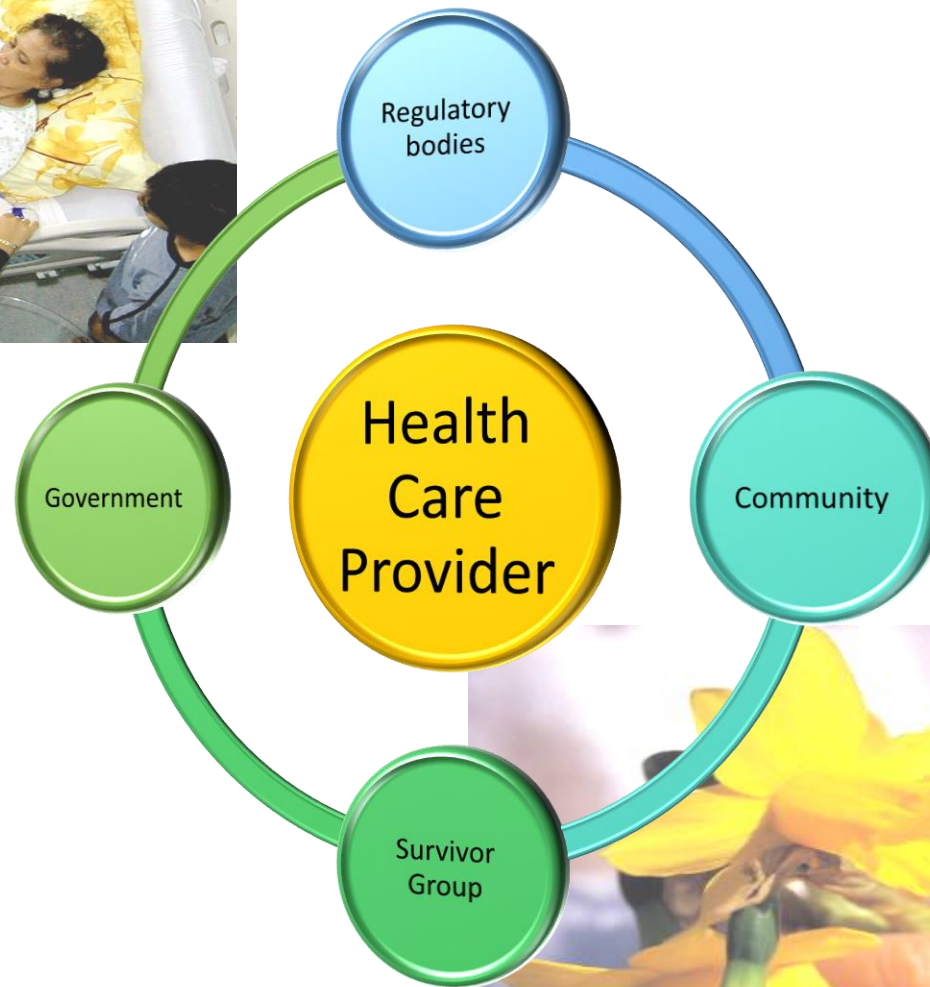 Regulatory
bodies
Health
Care
Provider
Government
Community
Survivor
Group